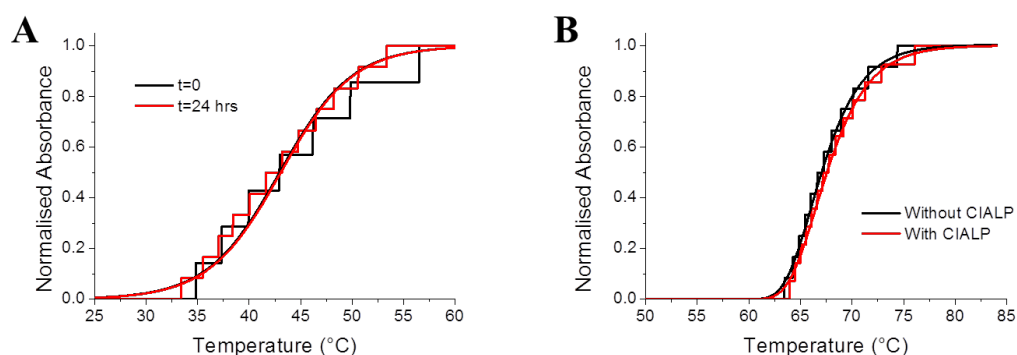 A
Normalised Absorbance
1.0
0.8
0.6
0.4
0.2
0.0
t=0
t=24 hrs
25 30 35 40 45 50 55 60
Temperature (°C)
B
Normalised Absorbance
1.0
0.8
0.6
0.4
0.2
0.0
Without CIALP
With CIALP
50 55 60 65 70 75 80 85
Temperature (°C)